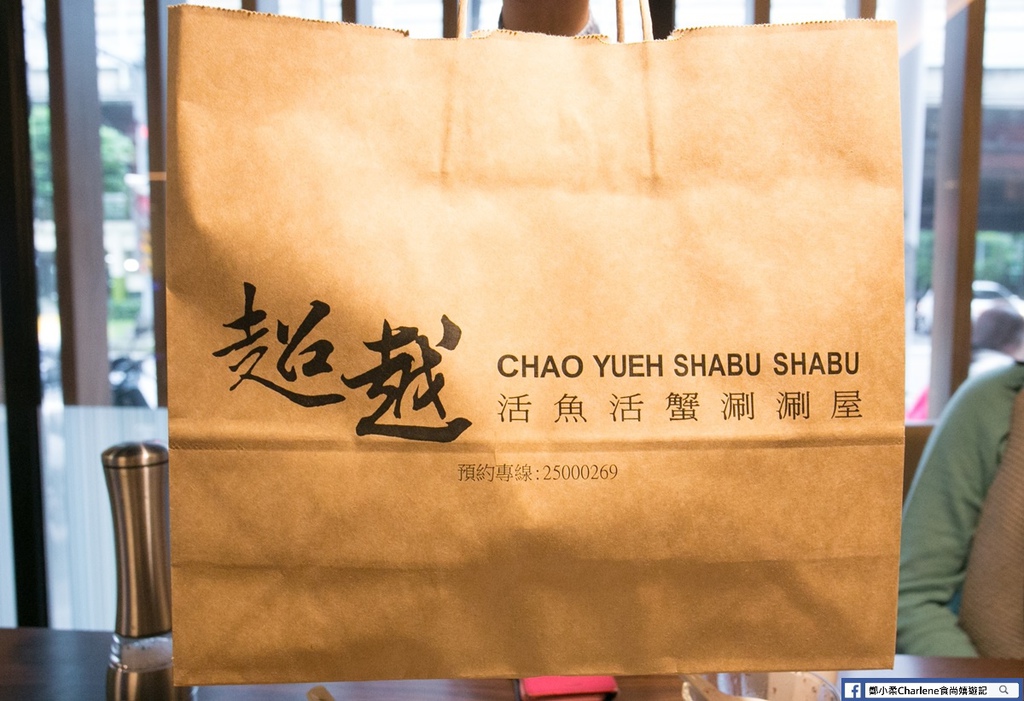 超越
CHAO YUEH SHABU SHABU
活魚活蟹涮涮屋
預約專線:25000269
鄭小柔Charlene食尚嬉遊記